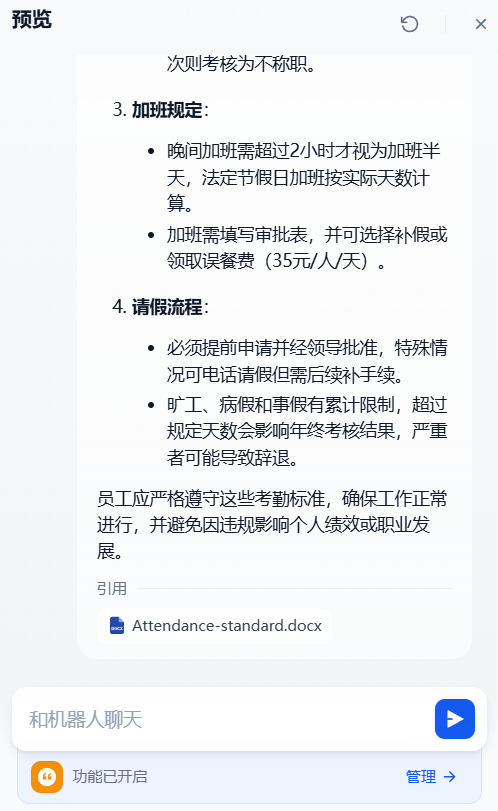 预览
次则考核为不称职。
3. 加班规定：
• 晚间加班需超过2小时才视为加班半
天，法定节假日加班按实际天数计
算。
• 加班需填写审批表，并可选择补假或
领取误餐费（35元/人/天）。
4. 请假流程：
• 必须提前申请并经领导批准，特殊情
况可电话请假但需后续补手续。
• 旷工、病假和事假有累计限制，超过
规定天数会影响年终考核结果，严重
者可能导致辞退。
员工应严格遵守这些考勤标准，确保工作正常
进行，并避免因违规影响个人绩效或职业发
展。
引用
DOCX Attendance-standard.docx
和机器人聊天
功能已开启 管理 →